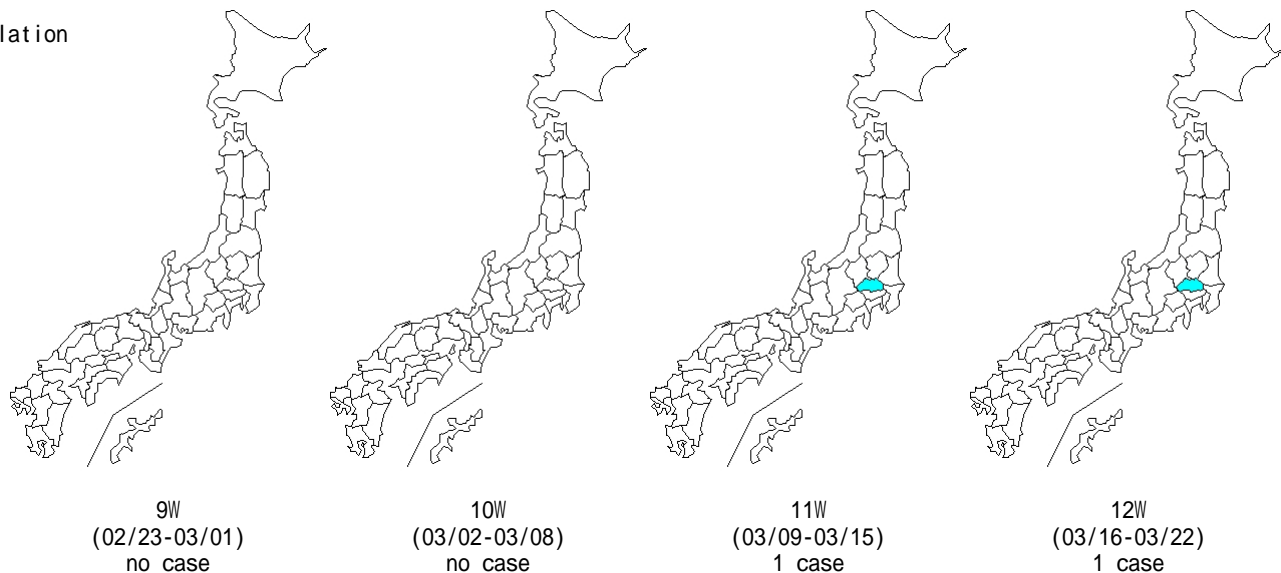 lation
9W
(02/23-03/01)
no case
10W
(03/02-03/08)
no case
11W
(03/09-03/15)
1 case
12W
(03/16-03/22)
1 case